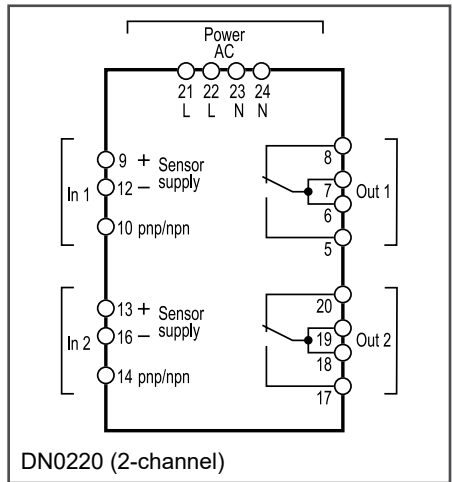 Power
AC
21 22 23 24
L L N N
In 1
9 + Sensor
12 – supply
10 pnp/npn
8
7
6
5
Out 1
In 2
13 + Sensor
16 – supply
14 pnp/npn
20
19
18
17
Out 2
DN0220 (2-channel)